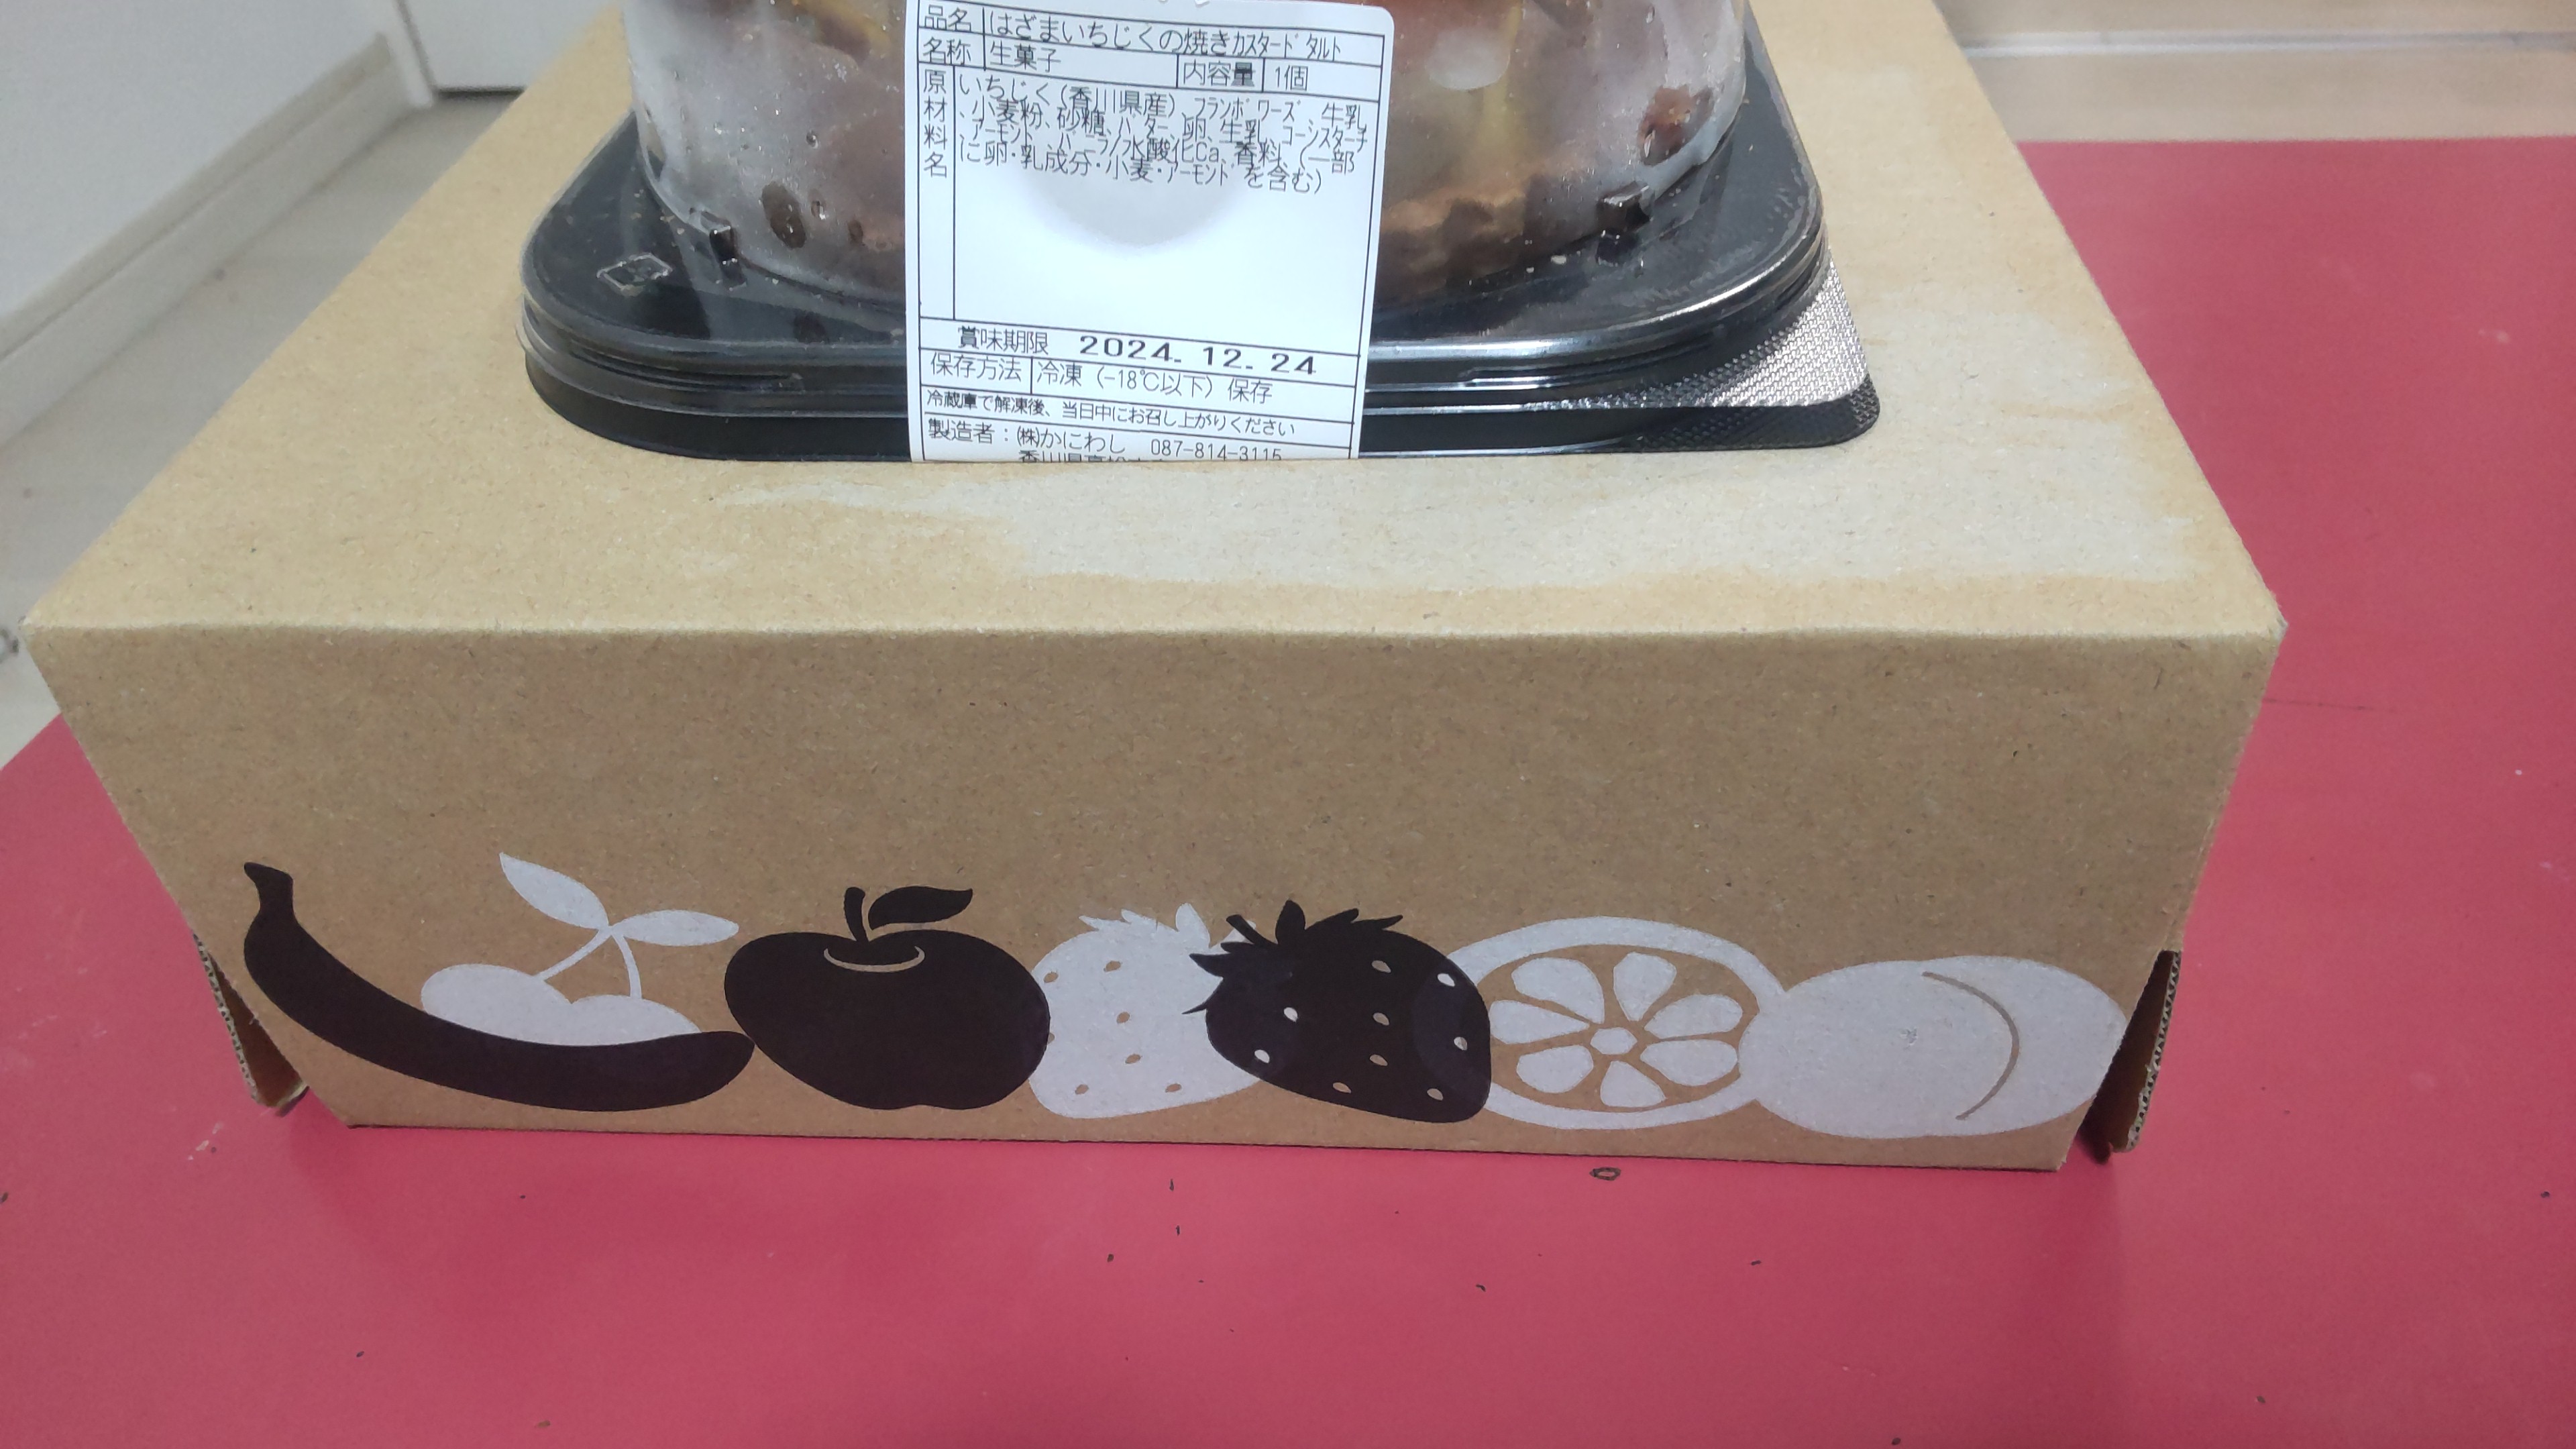 品名 はざまいちじくの焼きｶｽﾀｰﾄﾞﾀﾙﾄ
名称 生菓子 内容量 1個
原材料名 いちじく(香川県産)､ﾌﾗﾝﾎﾞﾜｰｽﾞ､牛乳
､小麦粉､砂糖､ﾊﾞﾀｰ､卵､生乳､ｺｰﾝｽﾀｰﾁ
､ｱｰﾓﾝﾄﾞ､ﾊﾞﾆﾗ/水酸化Ca､香料､(一部
に卵･乳成分･小麦･ｱｰﾓﾝﾄﾞを含む)
賞味期限 2024. 12. 24
保存方法 冷凍（-18℃以下）保存
冷蔵庫で解凍後、当日中にお召し上がりください
製造者：㈱かにわし 087-814-3115
香川県高松